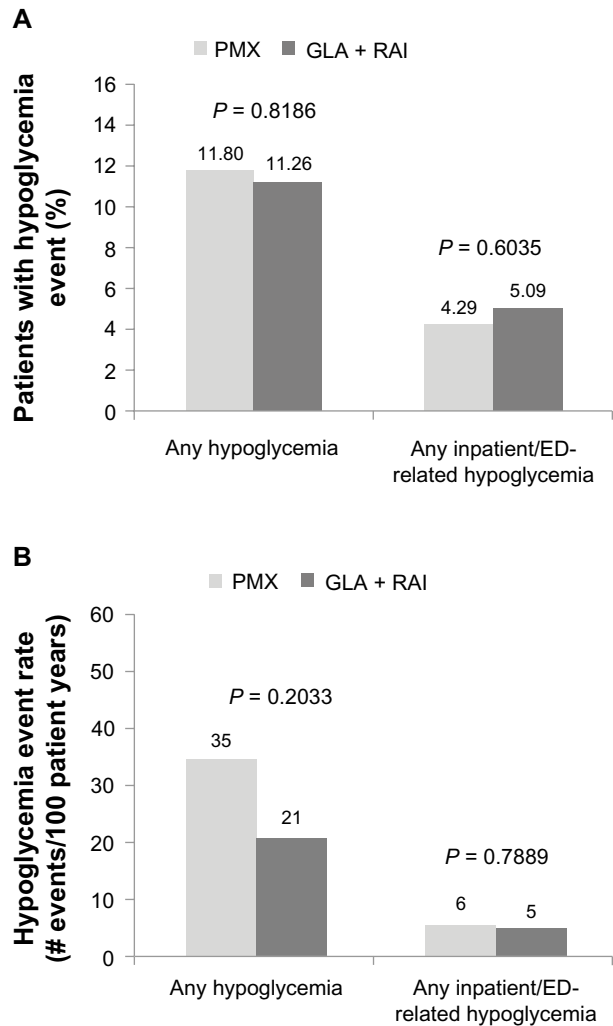 A
PMX GLA + RAI
Patients with hypoglycemia
event (%)
16
14
12
10
8
6
4
2
0
P = 0.8186
11.80 11.26
P = 0.6035
4.29 5.09
Any hypoglycemia
Any inpatient/ED-
related hypoglycemia
B
PMX GLA + RAI
Hypoglycemia event rate
(# events/100 patient years)
60
50
40
30
20
10
0
P = 0.2033
35
21
P = 0.7889
6 5
Any hypoglycemia
Any inpatient/ED-
related hypoglycemia